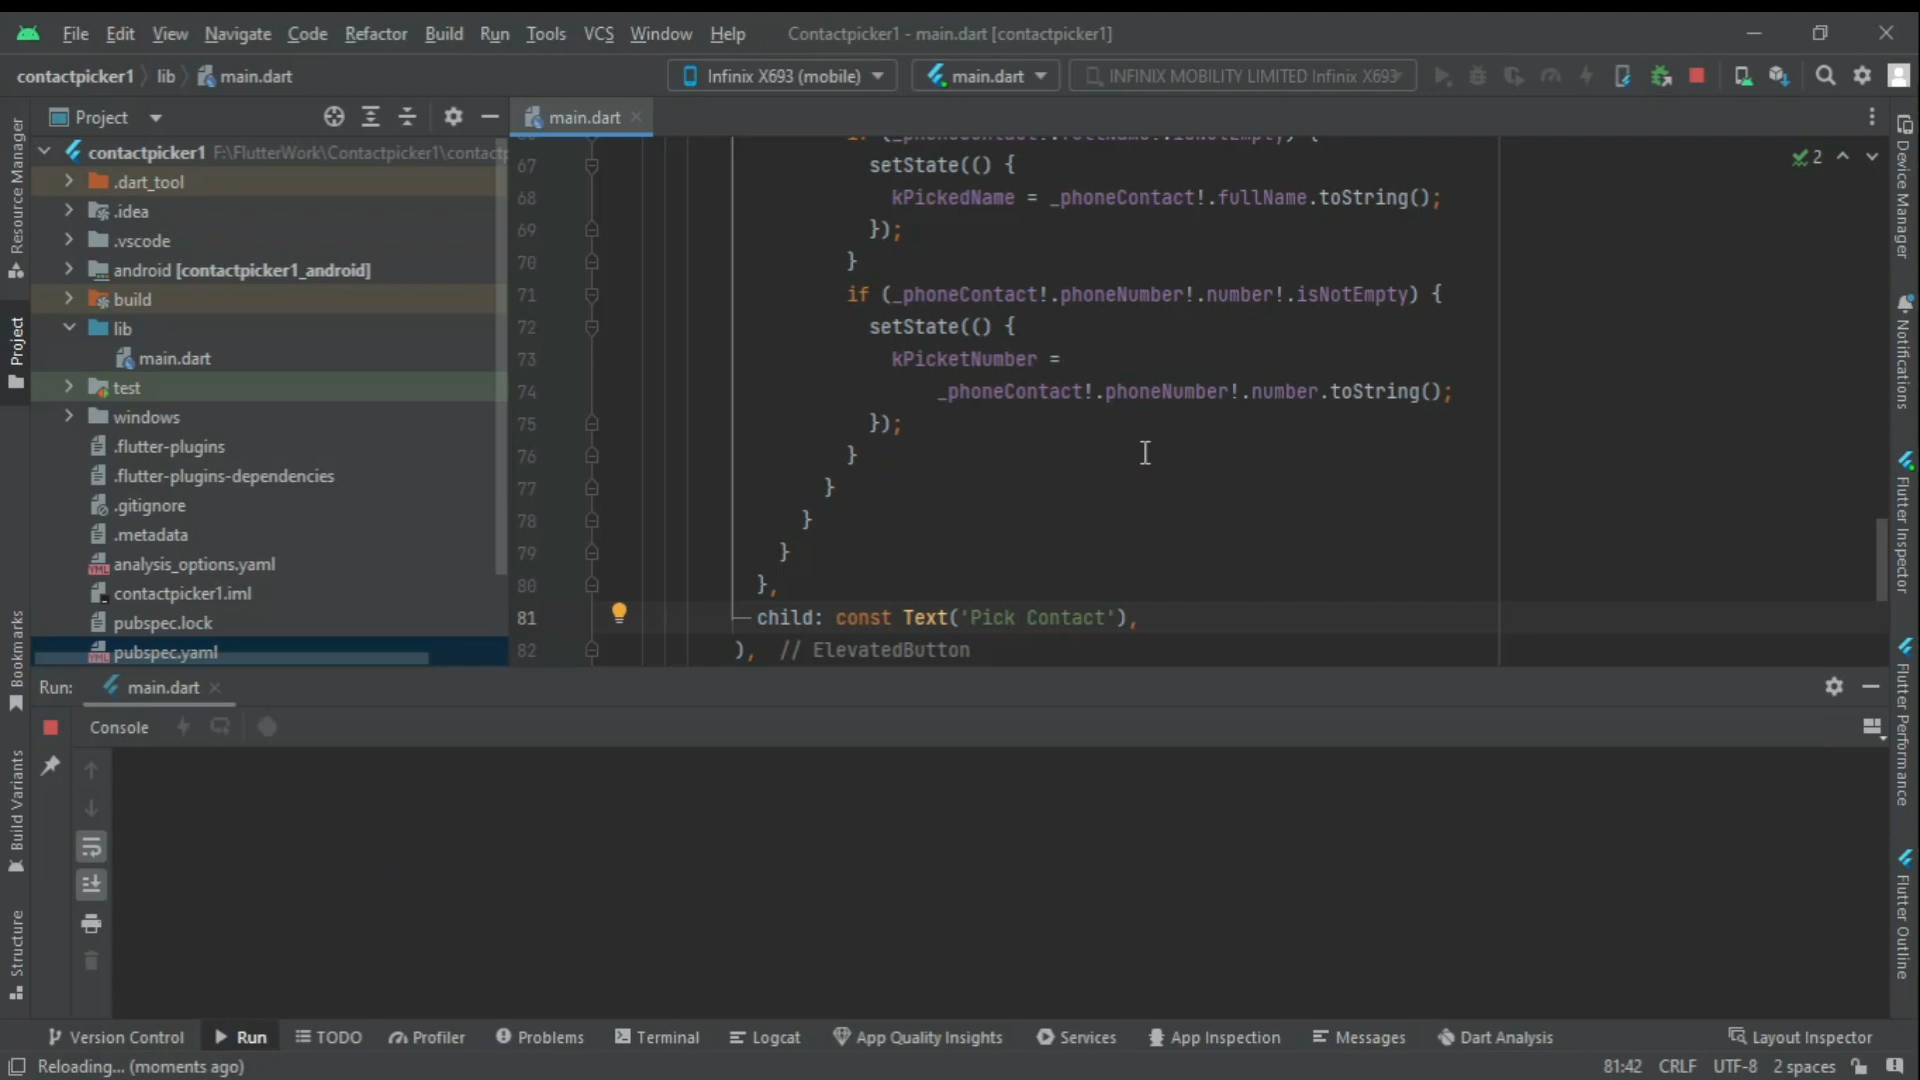 File Edit View Navigate Code Refactor Build Run Tools VCS Window Help Contactpicker1 - main.dart [contactpicker1]
contactpicker1 lib main.dart Infinix X693 (mobile) main.dart INFINIX MOBILITY LIMITED Infinix X693
Project main.dart
contactpicker1 F:\FlutterWork\Contactpicker1\contactp
.dart_tool
.idea
.vscode
android [contactpicker1_android]
build
lib
main.dart
test
windows
.flutter-plugins
.flutter-plugins-dependencies
.gitignore
.metadata
analysis_options.yaml
contactpicker1.iml
pubspec.lock
pubspec.yaml
2
67 setState(() {
68 kPickedName = _phoneContact!.fullName.toString();
69 });
70 }
71 if (_phoneContact!.phoneNumber!.number!.isNotEmpty) {
72 setState(() {
73 kPicketNumber =
74 _phoneContact!.phoneNumber!.number.toString();
75 });
76 }
77 }
78 }
79 }
80 },
81 child: const Text('Pick Contact'),
82 ), // ElevatedButton
Resource Manager
Project
Bookmarks
Build Variants
Structure
Device Manager
Notifications
Flutter Inspector
Flutter Performance
Flutter Outline
Run: main.dart
Console
Version Control Run TODO Profiler Problems Terminal Logcat App Quality Insights Services App Inspection Messages Dart Analysis Layout Inspector
Reloading... (moments ago) 81:42 CRLF UTF-8 2 spaces